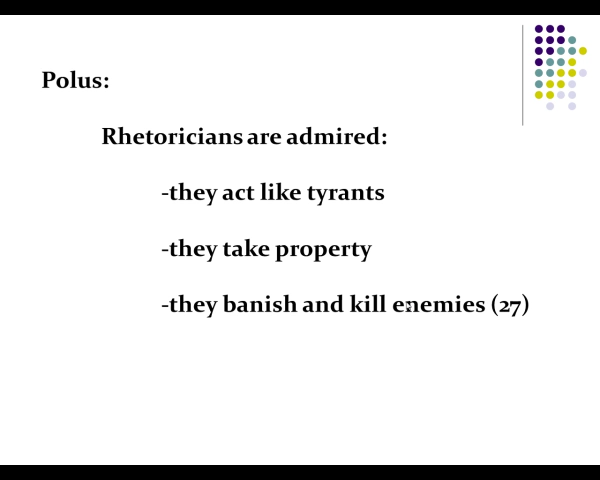 Polus:
Rhetoricians are admired:
-they act like tyrants
-they take property
-they banish and kill enemies (27)